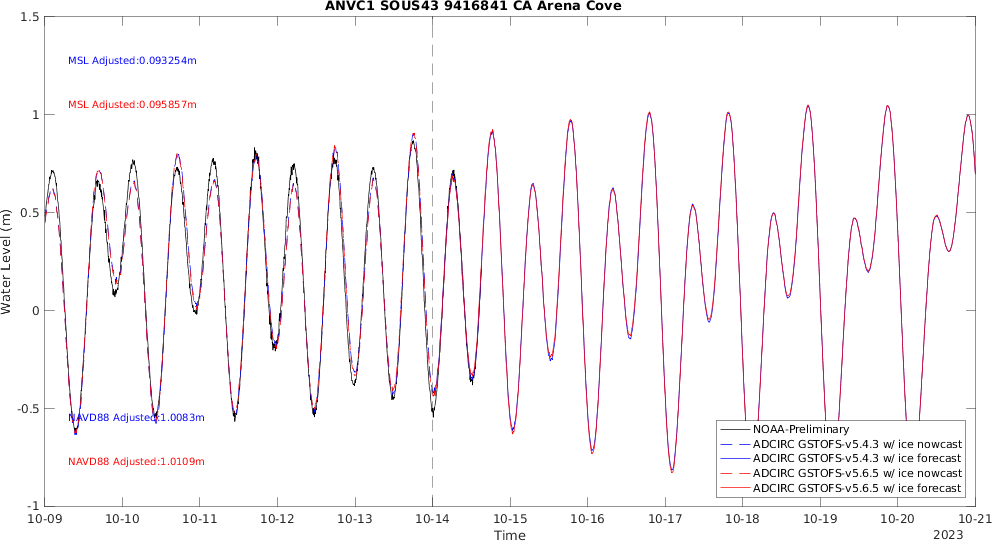 ANVC1 SOUS43 9416841 CA Arena Cove
1.5
1
0.5
0
-0.5
-1
Water Level (m)
MSL Adjusted:0.093254m
MSL Adjusted:0.095857m
NAVD88 Adjusted:1.0083m
NAVD88 Adjusted:1.0109m
NOAA-Preliminary
ADCIRC GSTOFS-v5.4.3 w/ ice nowcast
ADCIRC GSTOFS-v5.4.3 w/ ice forecast
ADCIRC GSTOFS-v5.6.5 w/ ice nowcast
ADCIRC GSTOFS-v5.6.5 w/ ice forecast
10-09 10-10 10-11 10-12 10-13 10-14 10-15 10-16 10-17 10-18 10-19 10-20 10-21
Time
2023